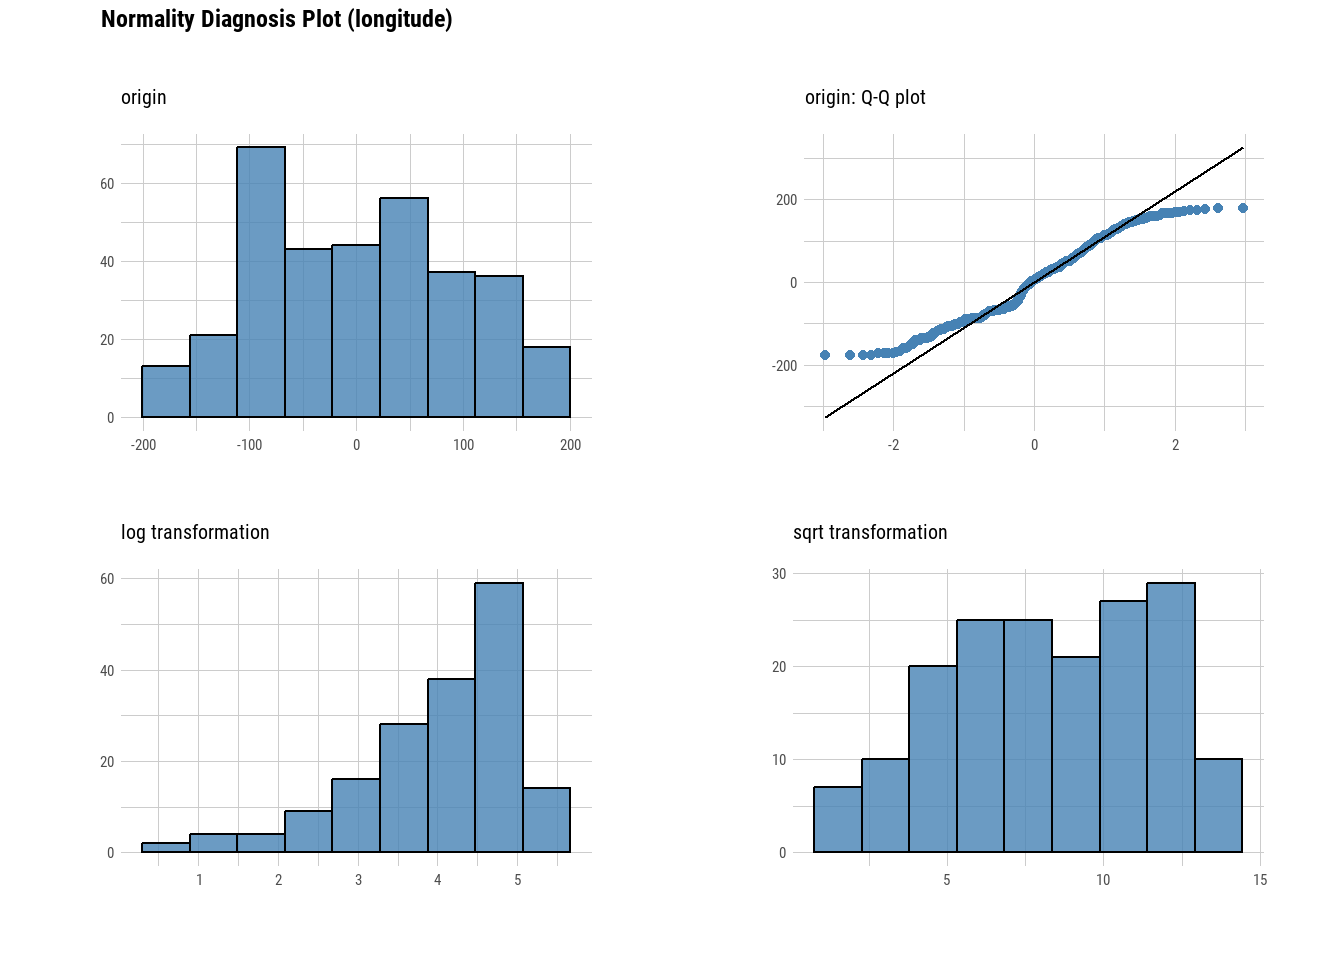 Normality Diagnosis Plot (longitude)
origin
60
40
20
0
-200 -100 0 100 200
origin: Q-Q plot
200
0
-200
-2 0 2
log transformation
60
40
20
0
1 2 3 4 5
sqrt transformation
30
20
10
0
5 10 15